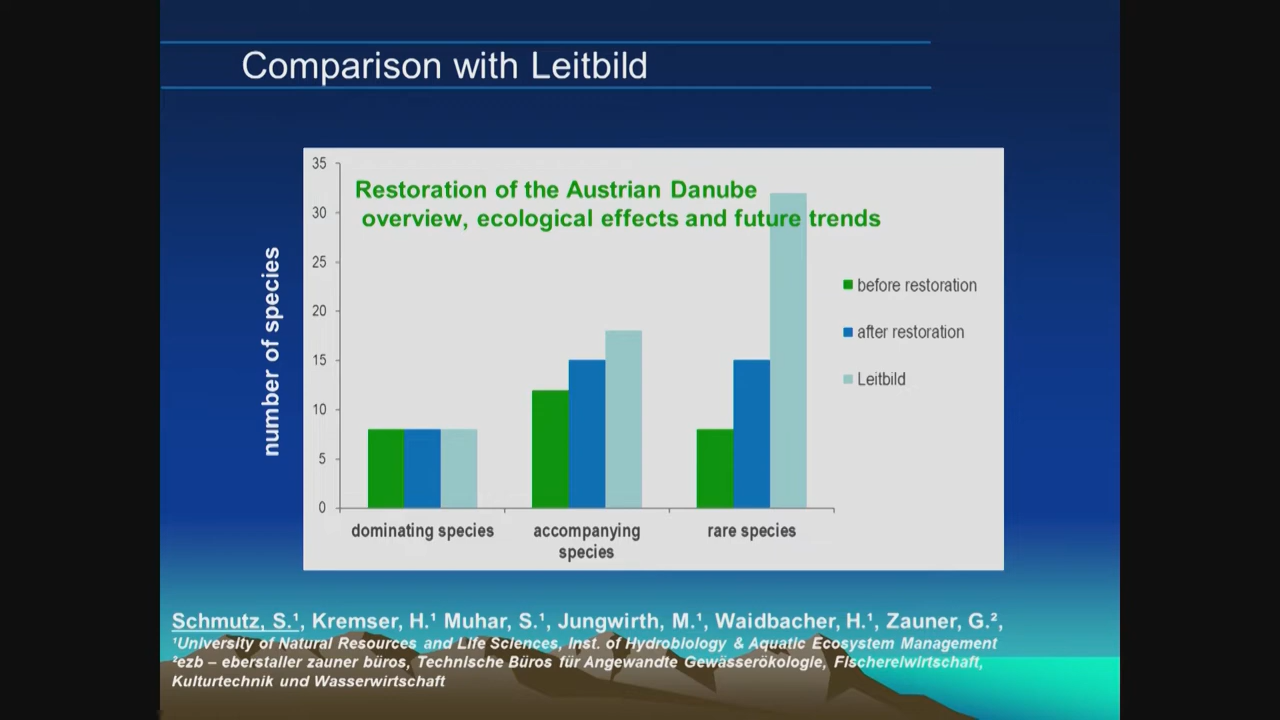 Comparison with Leitbild
Restoration of the Austrian Danube
overview, ecological effects and future trends
35
30
25
20
15
10
5
0
number of species
before restoration
after restoration
Leitbild
dominating species
accompanying
species
rare species
Schmutz, S.¹, Kremser, H.¹ Muhar, S.¹, Jungwirth, M.¹, Waidbacher, H.¹, Zauner, G.²,
¹University of Natural Resources and Life Sciences, Inst. of Hydrobiology & Aquatic Ecosystem Management
²ezb – eberstaller zauner büros, Technische Büros für Angewandte Gewässerökologie, Fischereiwirtschaft,
Kulturtechnik und Wasserwirtschaft